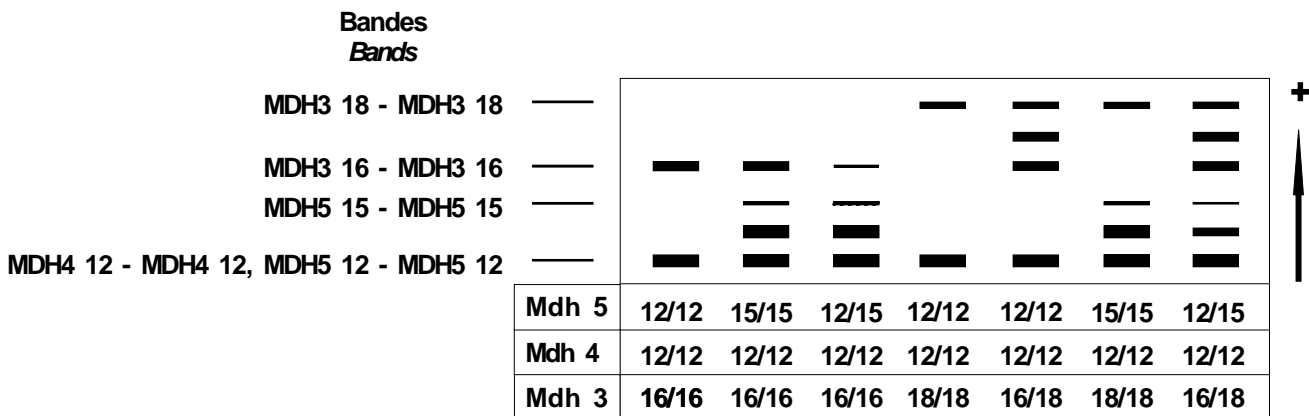 Bandes
Bands
MDH3 18 - MDH3 18
+
MDH3 16 - MDH3 16
MDH5 15 - MDH5 15
MDH4 12 - MDH4 12, MDH5 12 - MDH5 12
Mdh 5 12/12 15/15 12/15 12/12 12/12 15/15 12/15
Mdh 4 12/12 12/12 12/12 12/12 12/12 12/12 12/12
Mdh 3 16/16 16/16 16/16 18/18 16/18 18/18 16/18